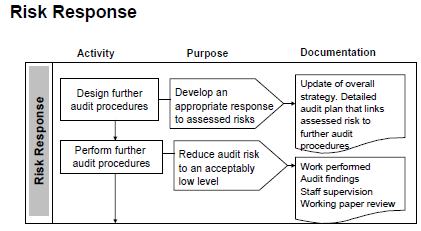 Risk Response
Activity
Purpose
Documentation
Risk Response
Design further
audit procedures
Develop an
appropriate response
to assessed risks
Update of overall
strategy. Detailed
audit plan that links
assessed risk to
further audit
procedures
Perform further
audit procedures
Reduce audit risk
to an acceptably
low level
Work performed
Audit findings
Staff supervision
Working paper review